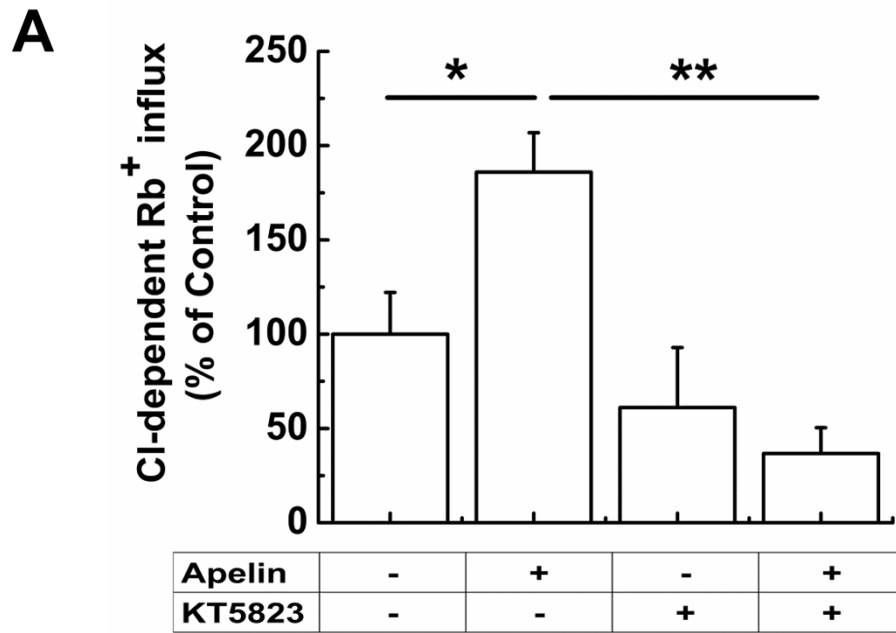 A
Cl-dependent Rb+ influx
(% of Control)
250
200
150
100
50
0
*
**
Apelin - + - +
KT5823 - - + +